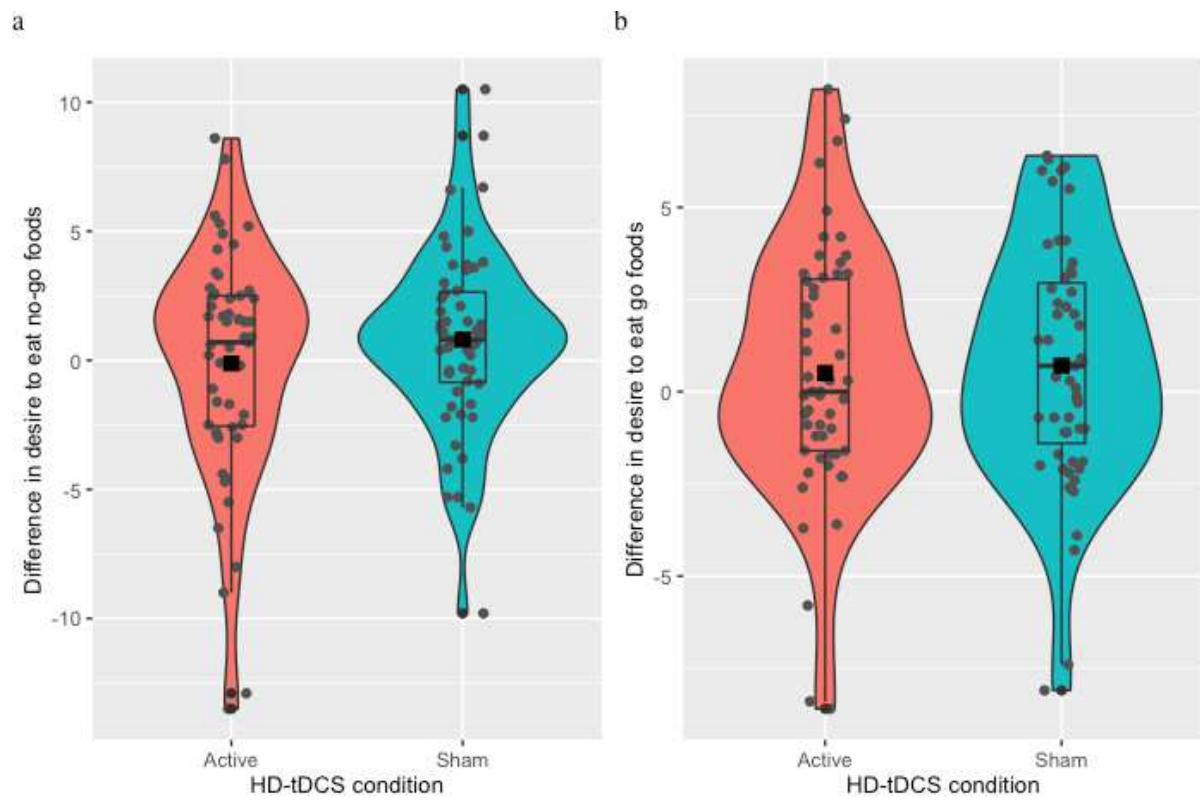 a
Difference in desire to eat no-go foods
10
5
0
-5
-10
Active
Sham
HD-tDCS condition
b
Difference in desire to eat go foods
5
0
-5
Active
Sham
HD-tDCS condition